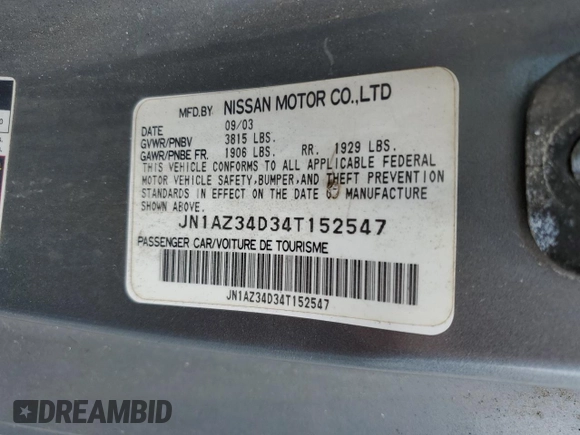 MFD.BY NISSAN MOTOR CO.,LTD
DATE 09/03
GVWR/PNBV 3815 LBS.
GAWR/PNBE FR. 1906 LBS. RR. 1929 LBS.
THIS VEHICLE CONFORMS TO ALL APPLICABLE FEDERAL
MOTOR VEHICLE SAFETY,BUMPER,AND THEFT PREVENTION
STANDARDS IN EFFECT ON THE DATE OF MANUFACTURE
SHOWN ABOVE.
JN1AZ34D34T152547
PASSENGER CAR/VOITURE DE TOURISME
JN1AZ34D34T152547
DREAMBID